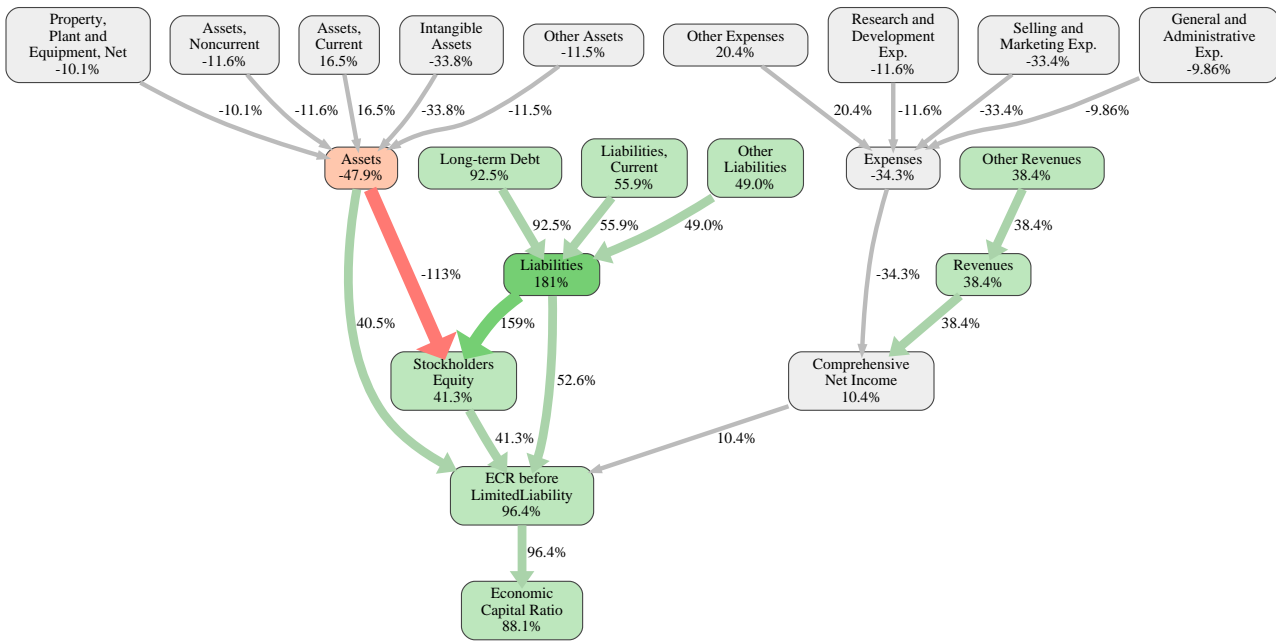 Property,
Plant and
Equipment, Net
-10.1%
Assets,
Noncurrent
-11.6%
Assets,
Current
16.5%
Intangible
Assets
-33.8%
Other Assets
-11.5%
Other Expenses
20.4%
Research and
Development
Exp.
-11.6%
Selling and
Marketing Exp.
-33.4%
General and
Administrative
Exp.
-9.86%
-10.1%
-11.6%
16.5%
-33.8%
-11.5%
20.4%
-11.6%
-33.4%
-9.86%
Assets
-47.9%
Long-term Debt
92.5%
Liabilities,
Current
55.9%
Other
Liabilities
49.0%
Expenses
-34.3%
Other Revenues
38.4%
92.5%
55.9%
49.0%
38.4%
Liabilities
181%
Revenues
38.4%
-113%
-34.3%
40.5%
159%
38.4%
Stockholders
Equity
41.3%
52.6%
Comprehensive
Net Income
10.4%
41.3%
10.4%
ECR before
LimitedLiability
96.4%
96.4%
Economic
Capital Ratio
88.1%